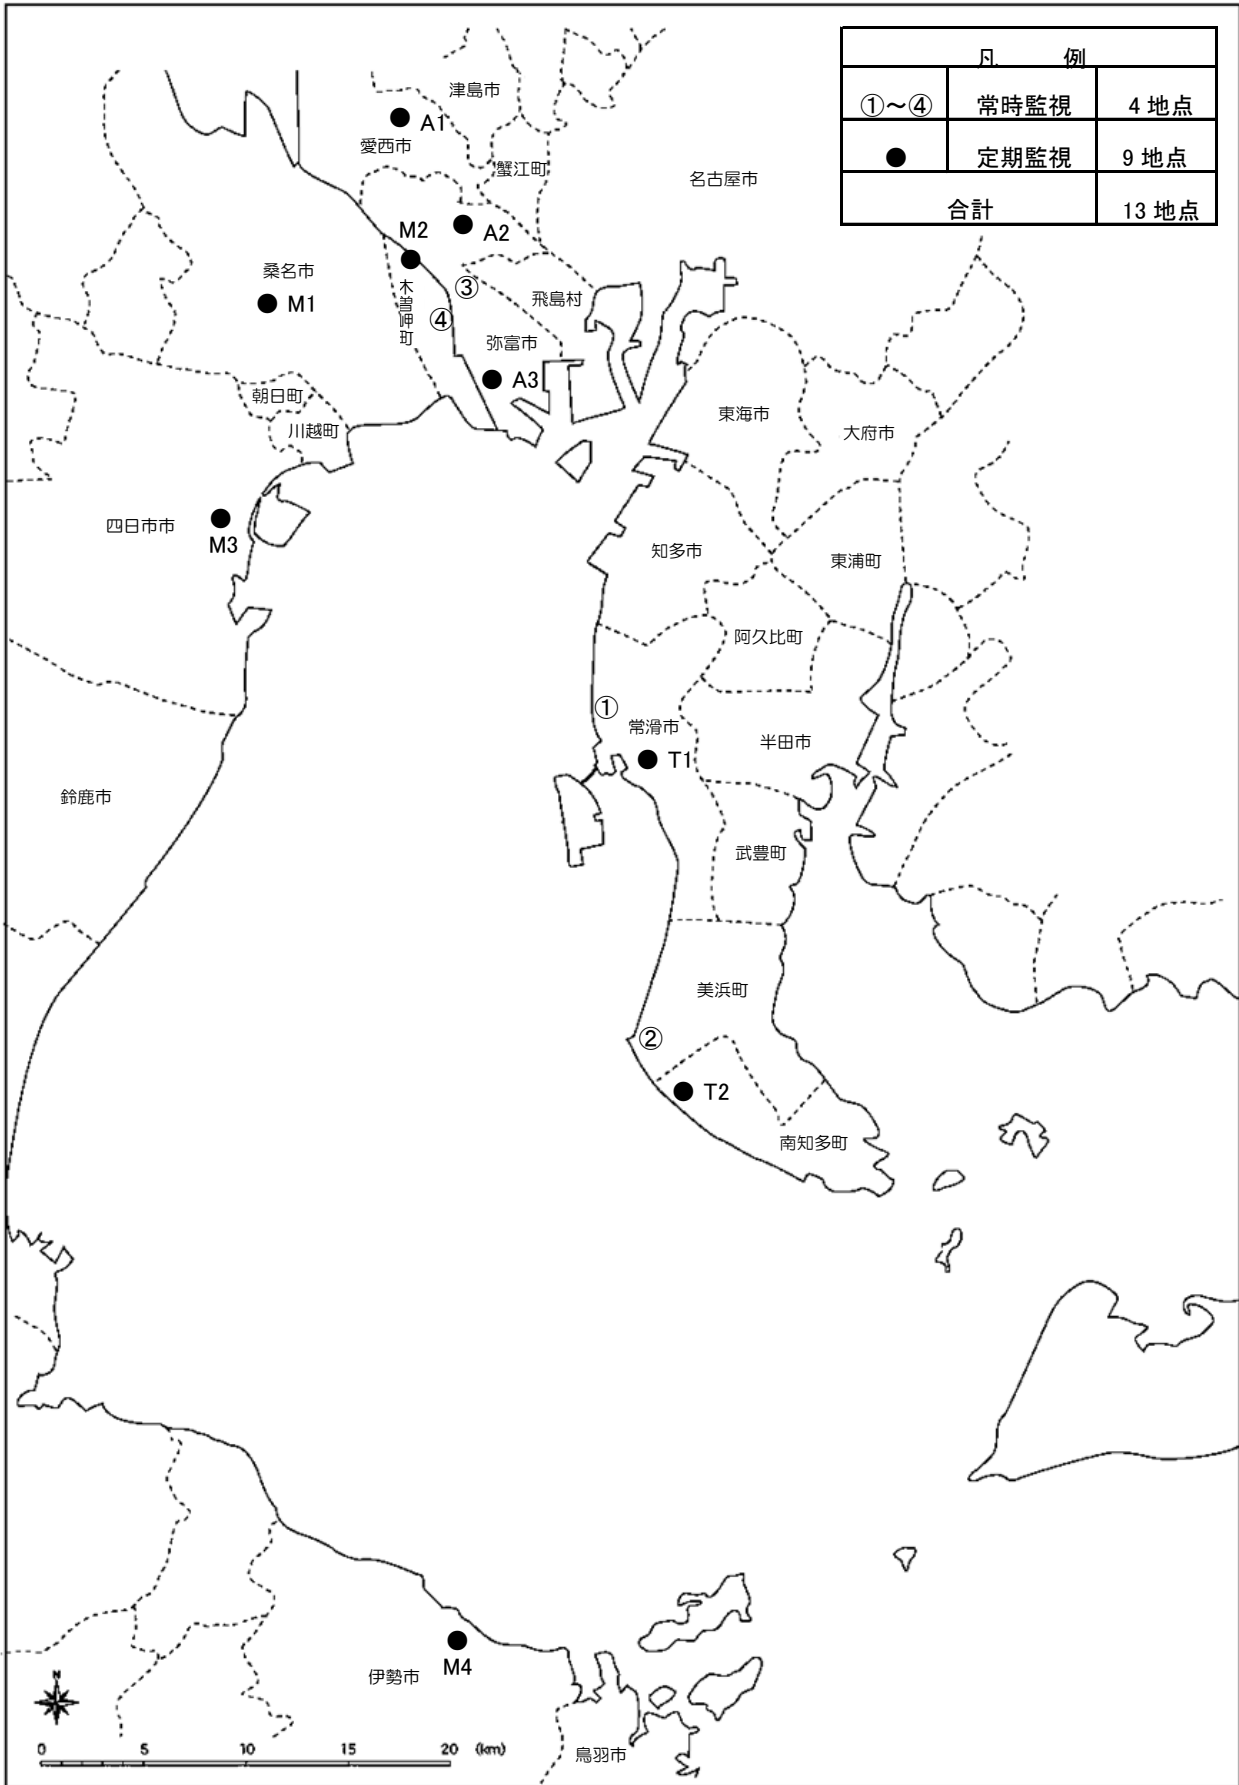 凡 例
①～④ 常時監視 4 地点
● 定期監視 9 地点
合計 13 地点
津島市
A1
愛西市
蟹江町
名古屋市
M2
A2
桑名市
木曽岬町
③
飛島村
M1
④
弥富市
A3
朝日町
東海市
川越町
大府市
四日市市
M3
知多市
東浦町
阿久比町
①
常滑市
半田市
T1
鈴鹿市
武豊町
美浜町
②
T2
南知多町
伊勢市
M4
N
鳥羽市
0 5 10 15 20 (km)